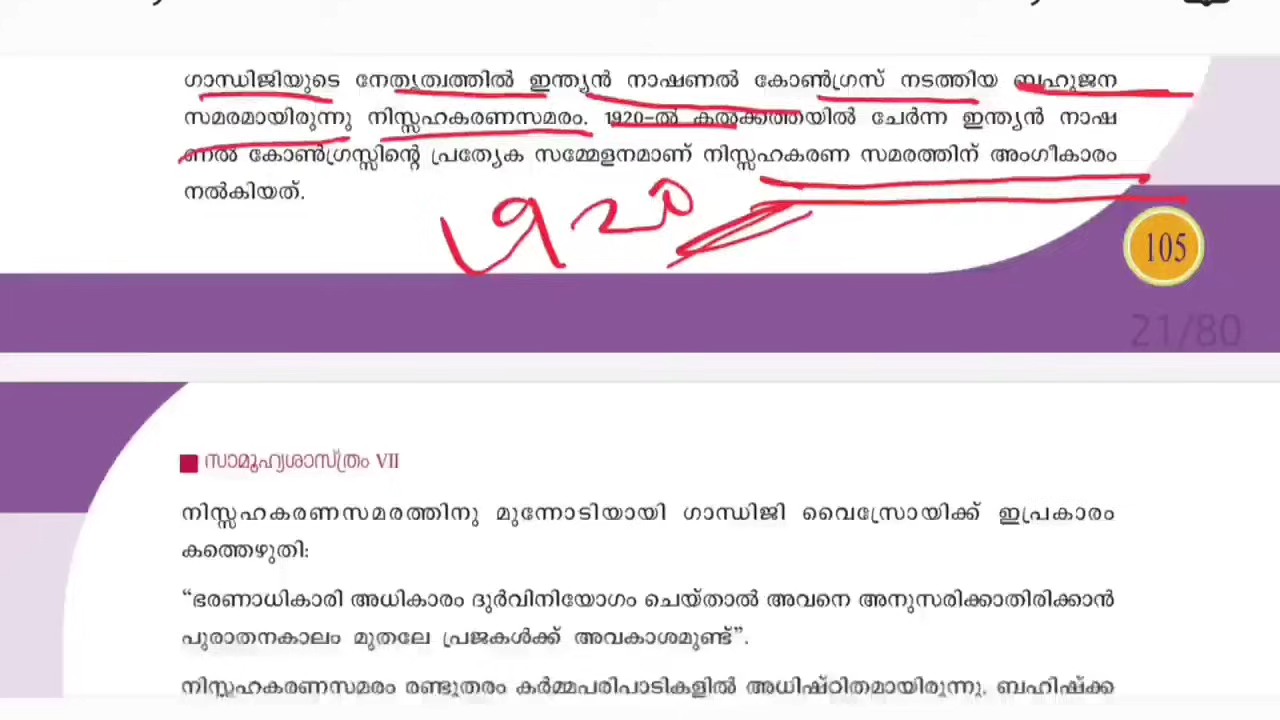 ഗാന്ധിജിയുടെ നേതൃത്വത്തിൽ ഇന്ത്യൻ നാഷണൽ കോൺഗ്രസ് നടത്തിയ ബഹുജന
സമരമായിരുന്നു നിസ്സഹകരണസമരം. 1920-ൽ കൽക്കത്തയിൽ ചേർന്ന ഇന്ത്യൻ നാഷ
ണൽ കോൺഗ്രസ്സിന്റെ പ്രത്യേക സമ്മേളനമാണ് നിസ്സഹകരണ സമരത്തിന് അംഗീകാരം
നൽകിയത്.
105
21/80
സാമൂഹ്യശാസ്ത്രം VII
നിസ്സഹകരണസമരത്തിനു മുന്നോടിയായി ഗാന്ധിജി വൈസ്രോയിക്ക് ഇപ്രകാരം
കത്തെഴുതി:
“ഭരണാധികാരി അധികാരം ദുർവിനിയോഗം ചെയ്താൽ അവനെ അനുസരിക്കാതിരിക്കാൻ
പുരാതനകാലം മുതലേ പ്രജകൾക്ക് അവകാശമുണ്ട്”.
നിസ്സഹകരണസമരം രണ്ടുതരം കർമ്മപരിപാടികളിൽ അധിഷ്ഠിതമായിരുന്നു. ബഹിഷ്ക്ക